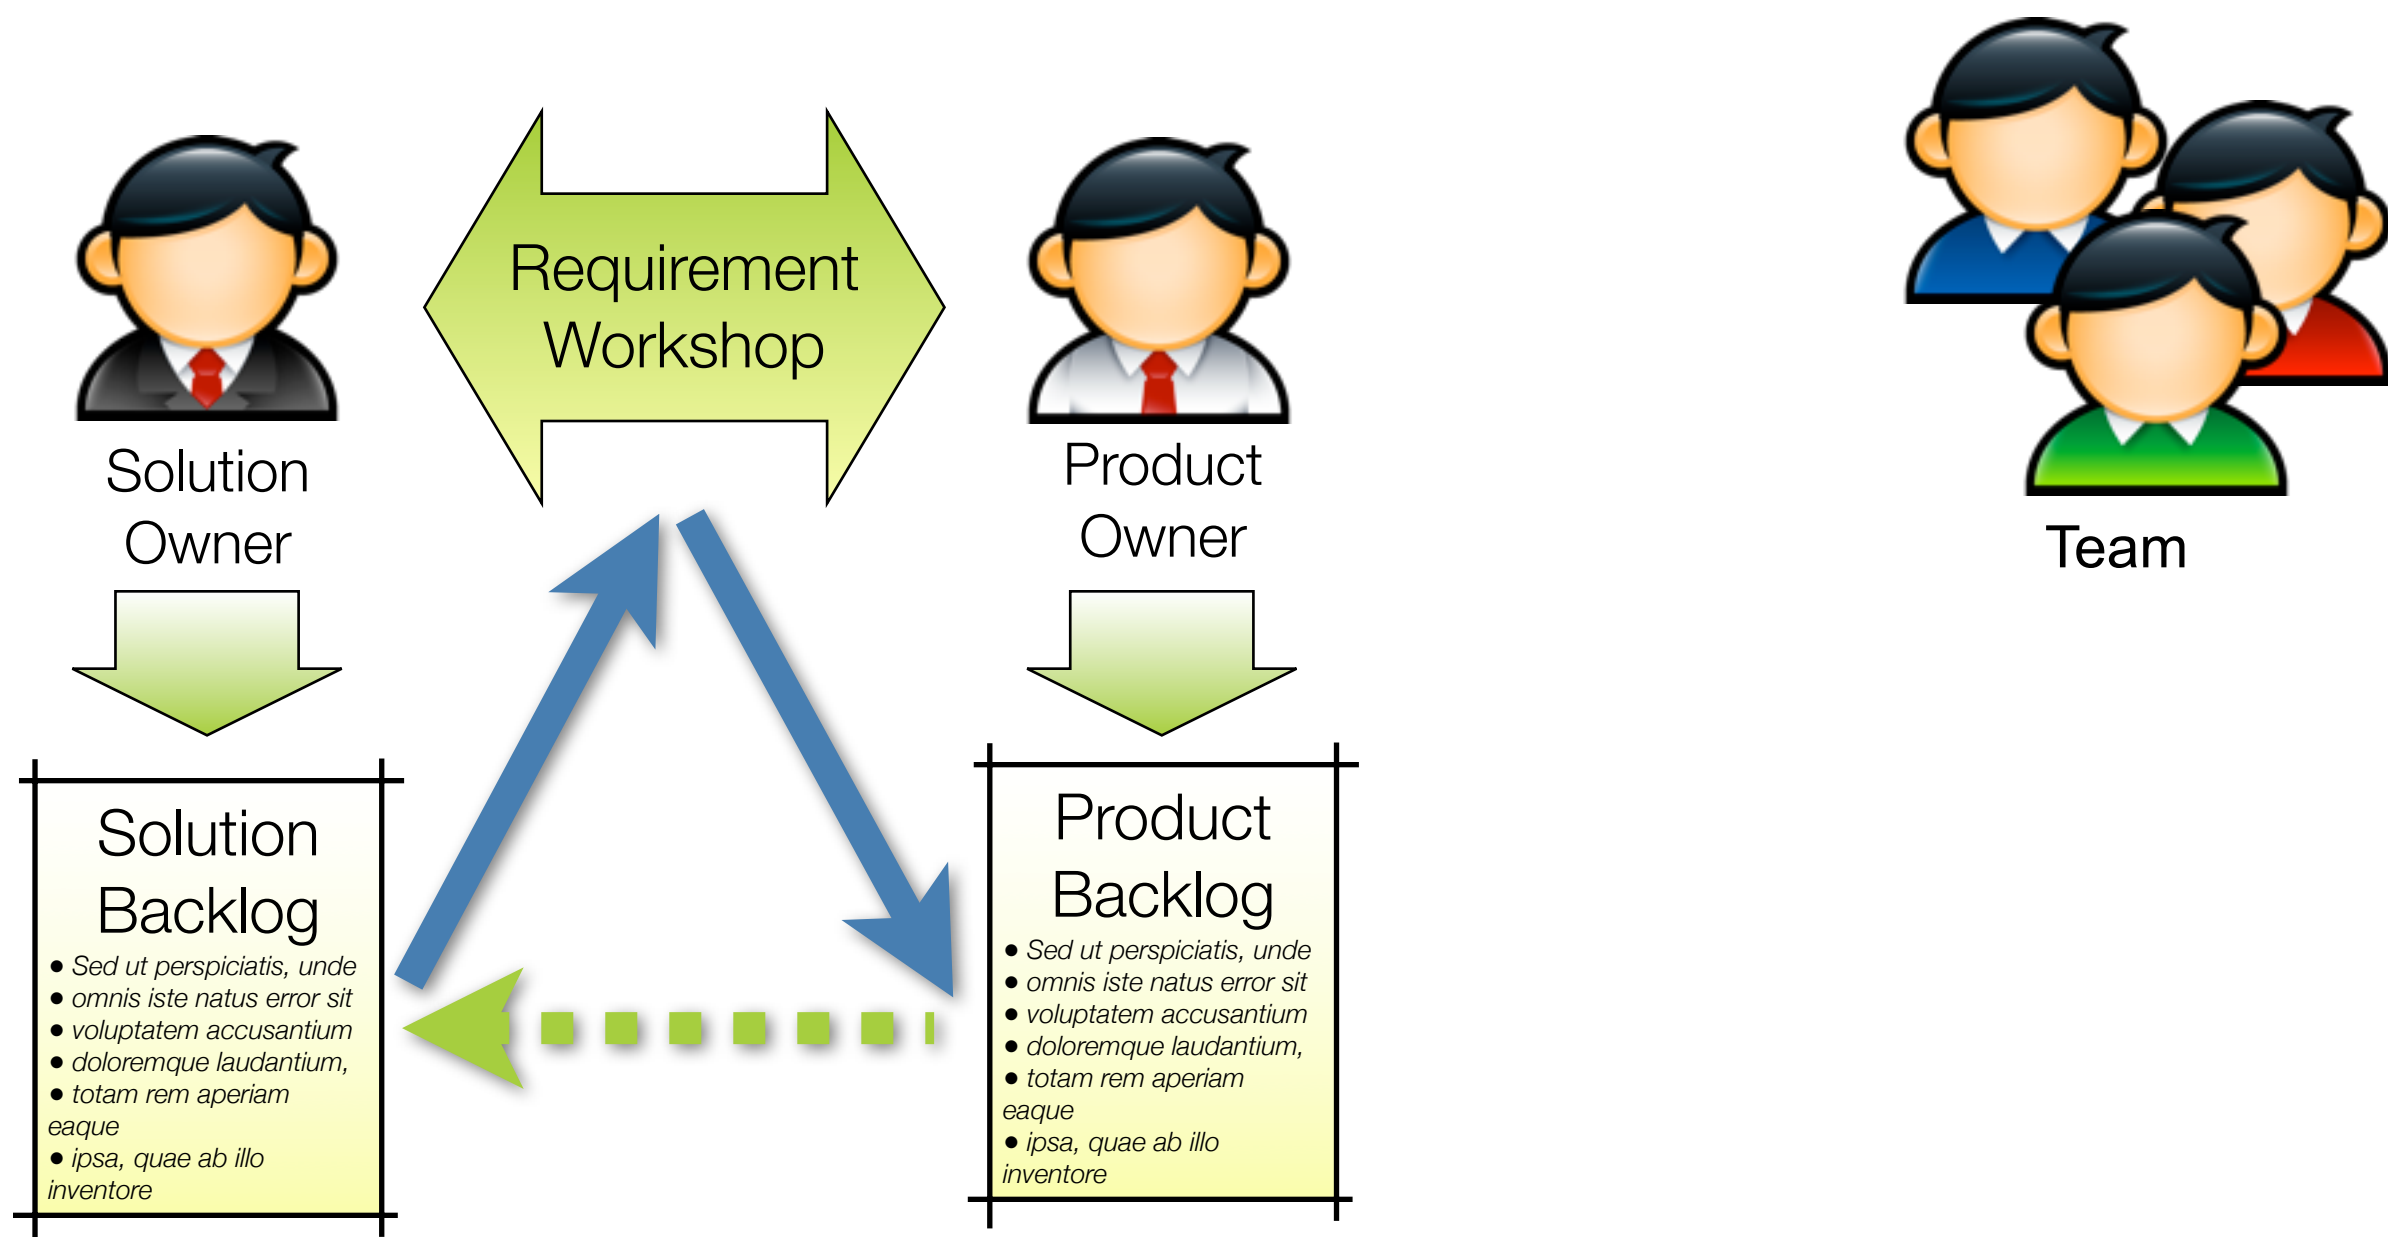 Requirement
Workshop
Solution
Owner
Product
Owner
Team
Solution
Backlog
● Sed ut perspiciatis, unde
● omnis iste natus error sit
● voluptatem accusantium
● doloremque laudantium,
● totam rem aperiam
eaque
● ipsa, quae ab illo
inventore
Product
Backlog
● Sed ut perspiciatis, unde
● omnis iste natus error sit
● voluptatem accusantium
● doloremque laudantium,
● totam rem aperiam
eaque
● ipsa, quae ab illo
inventore